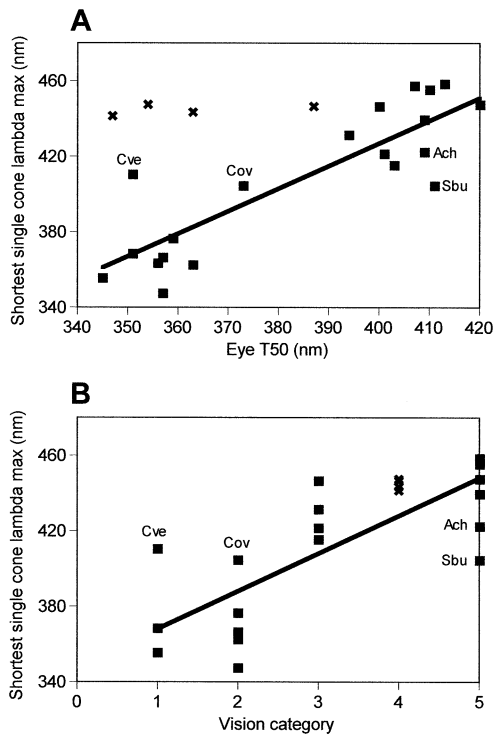 A
Shortest single cone lambda max (nm)
460
420
380
340
Cve
Cov
Ach
Sbu
340 350 360 370 380 390 400 410 420
Eye T50 (nm)
B
Shortest single cone lambda max (nm)
460
420
380
340
Cve
Cov
Ach
Sbu
0 1 2 3 4 5
Vision category